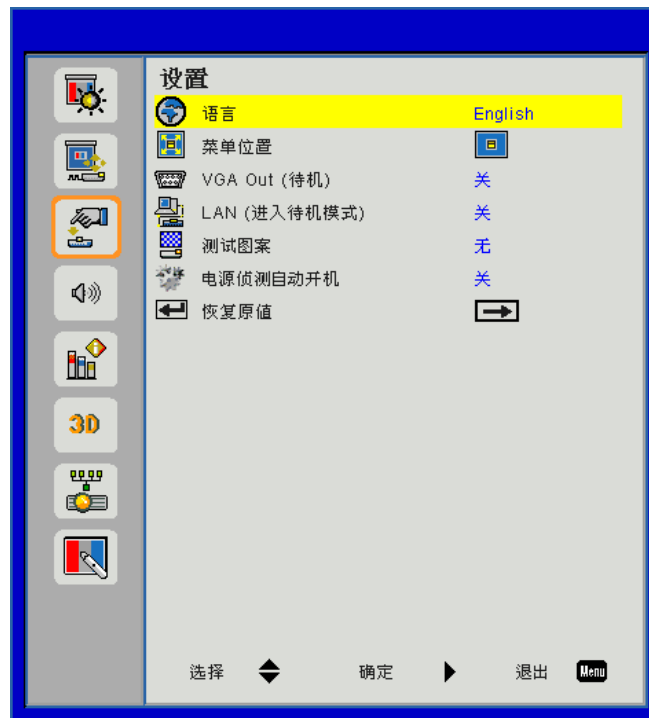 设置
语言 English
菜单位置
VGA Out (待机) 关
LAN (进入待机模式) 关
测试图案 无
电源侦测自动开机 关
恢复原值
3D
选择 确定 退出 Menu